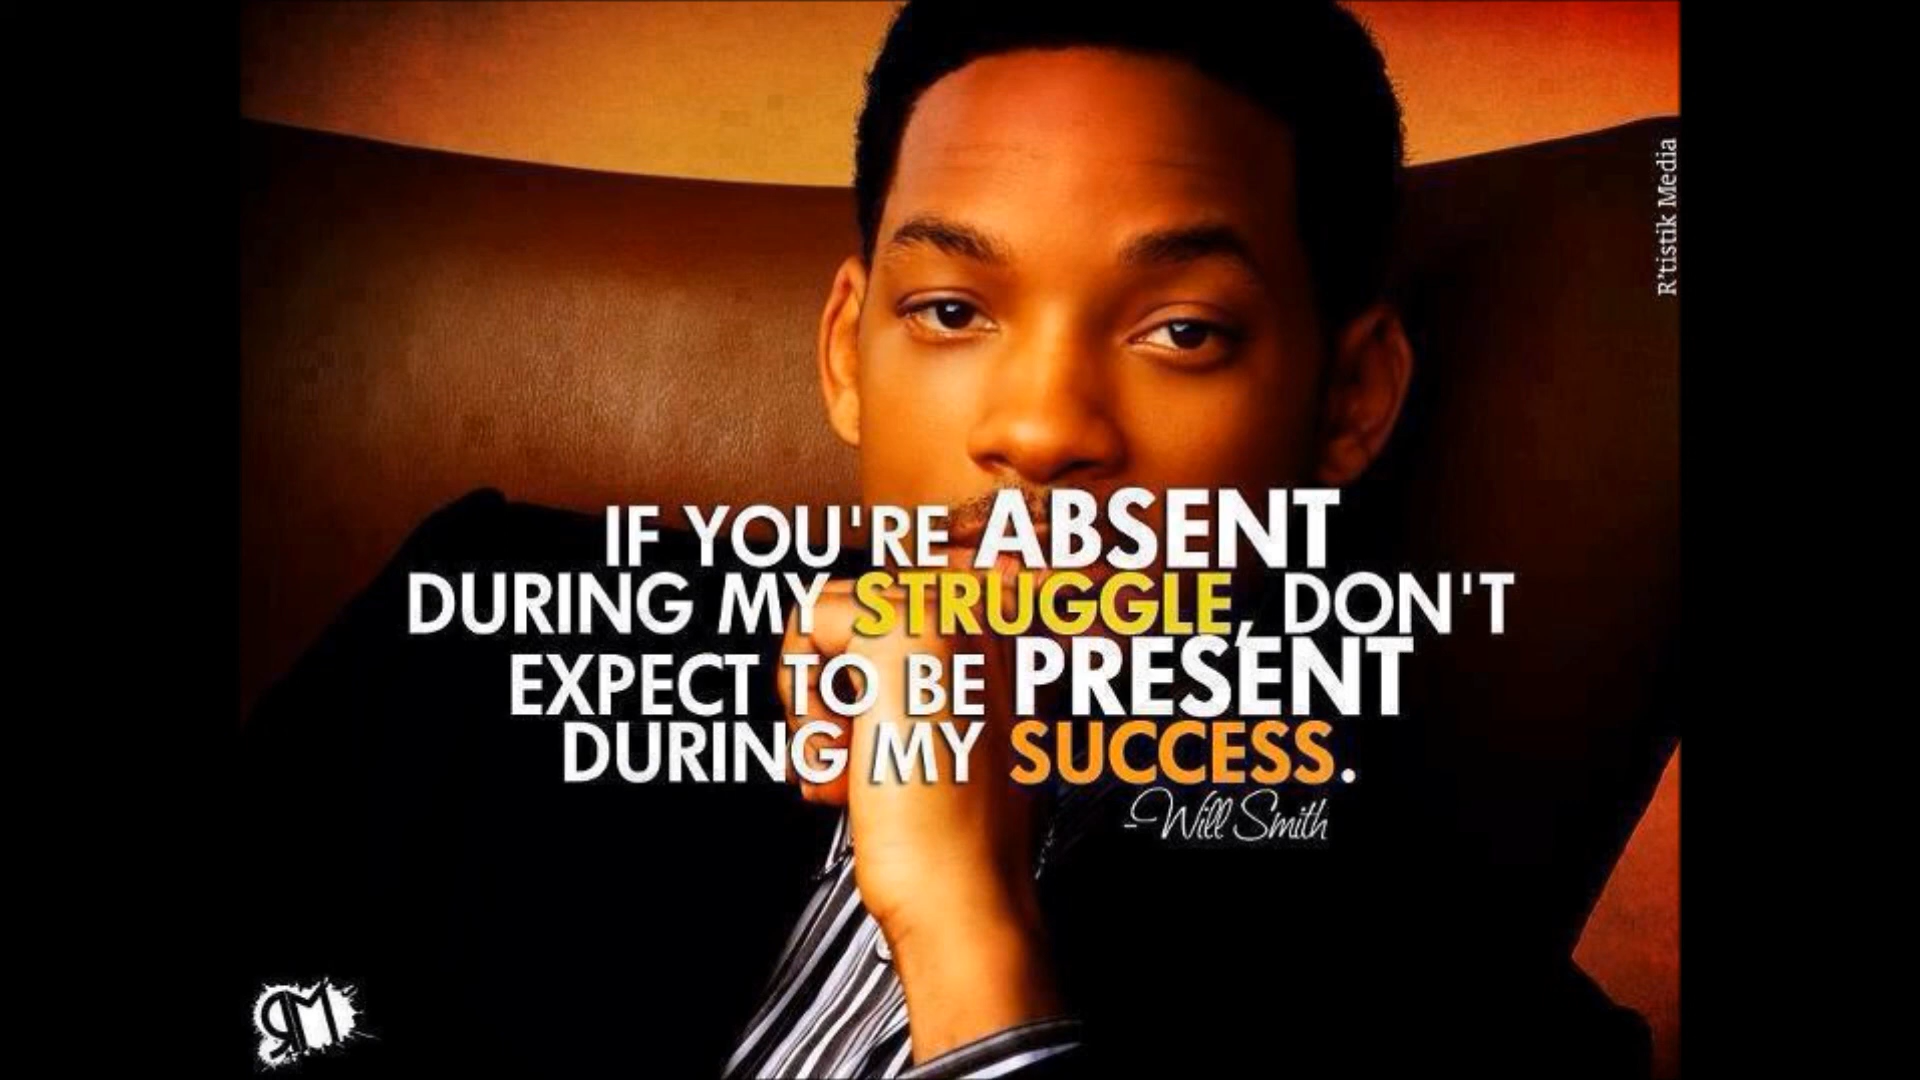 IF YOU'RE ABSENT
DURING MY STRUGGLE, DON'T
EXPECT TO BE PRESENT
DURING MY SUCCESS.
-Will Smith
R'tistik Media
RM